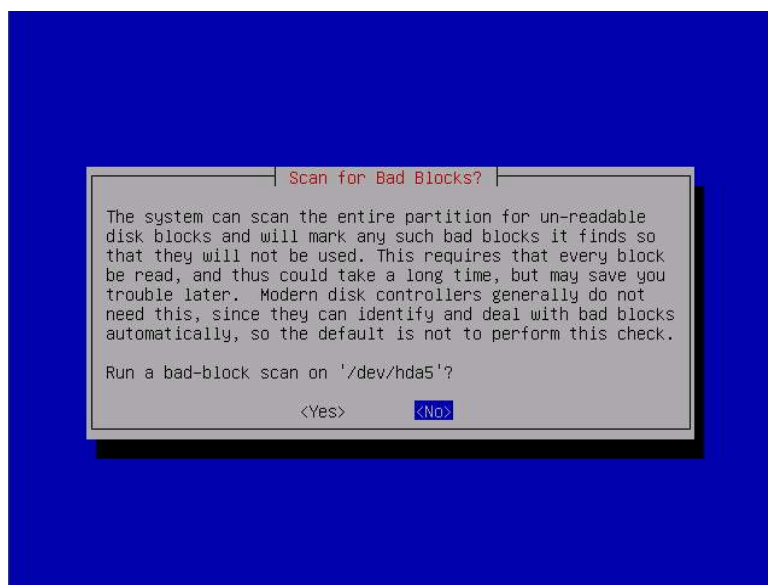 Scan for Bad Blocks?
The system can scan the entire partition for un-readable
disk blocks and will mark any such bad blocks it finds so
that they will not be used. This requires that every block
be read, and thus could take a long time, but may save you
trouble later.  Modern disk controllers generally do not
need this, since they can identify and deal with bad blocks
automatically, so the default is not to perform this check.
Run a bad-block scan on '/dev/hda5'?
<Yes> <No>